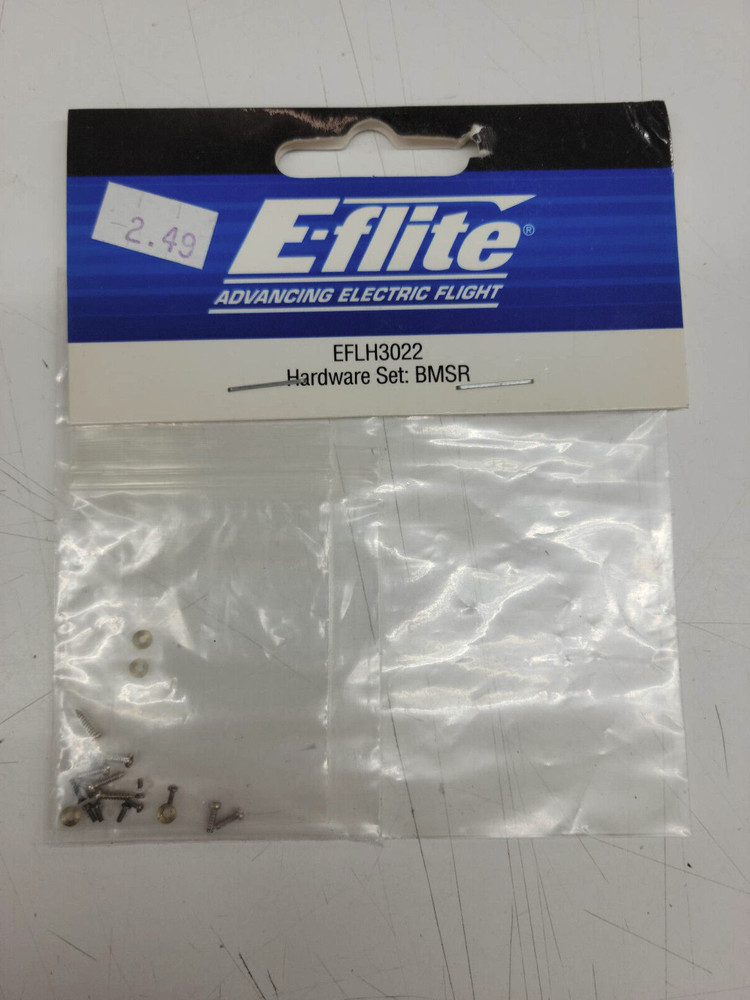 2.49
E-flite®
ADVANCING ELECTRIC FLIGHT
EFLH3022
Hardware Set: BMSR